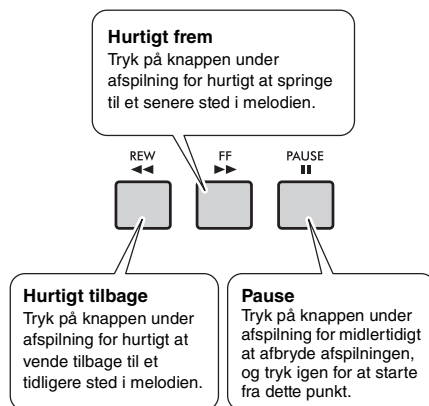 Hurtigt frem
Tryk på knappen under
afspilning for hurtigt at springe
til et senere sted i melodien.
REW
FF
PAUSE
Hurtigt tilbage
Tryk på knappen under
afspilning for hurtigt at
vende tilbage til et
tidligere sted i melodien.
Pause
Tryk på knappen under
afspilning for midlertidigt
at afbryde afspilningen,
og tryk igen for at starte
fra dette punkt.